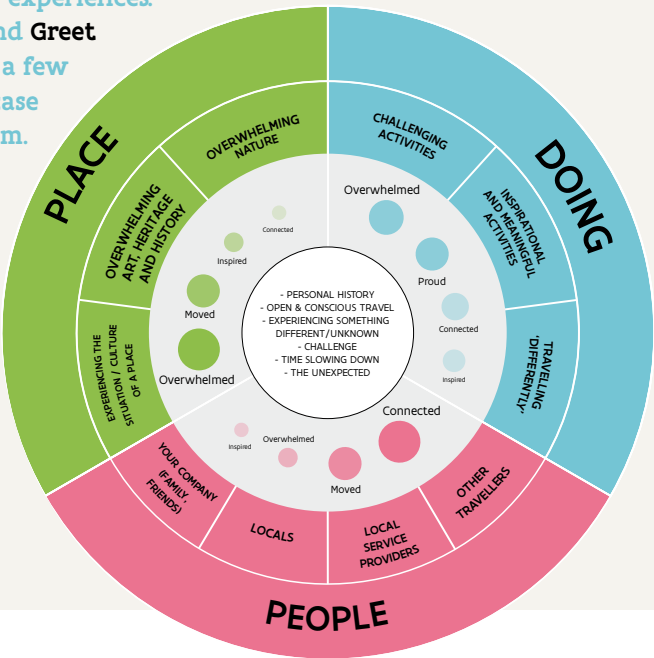 experiences.
nd Greet
a few
ase
m.
PLACE
OVERWHELMING
NATURE
OVERWHELMING
ART, HERITAGE
AND HISTORY
EXPERIENCING THE
SITUATION / CULTURE
OF A PLACE
Connected
Inspired
Moved
Overwhelmed
DOING
CHALLENGING
ACTIVITIES
INSPIRATIONAL
AND MEANINGFUL
ACTIVITIES
TRAVELLING
'DIFFERENTLY'
Overwhelmed
Proud
Connected
Inspired
- PERSONAL HISTORY
- OPEN & CONSCIOUS TRAVEL
- EXPERIENCING SOMETHING
DIFFERENT/UNKNOWN
- CHALLENGE
- TIME SLOWING DOWN
- THE UNEXPECTED
Connected
Moved
Overwhelmed
Inspired
YOUR COMPANY
(FAMILY,
FRIENDS)
LOCALS
LOCAL
SERVICE
PROVIDERS
OTHER
TRAVELLERS
PEOPLE